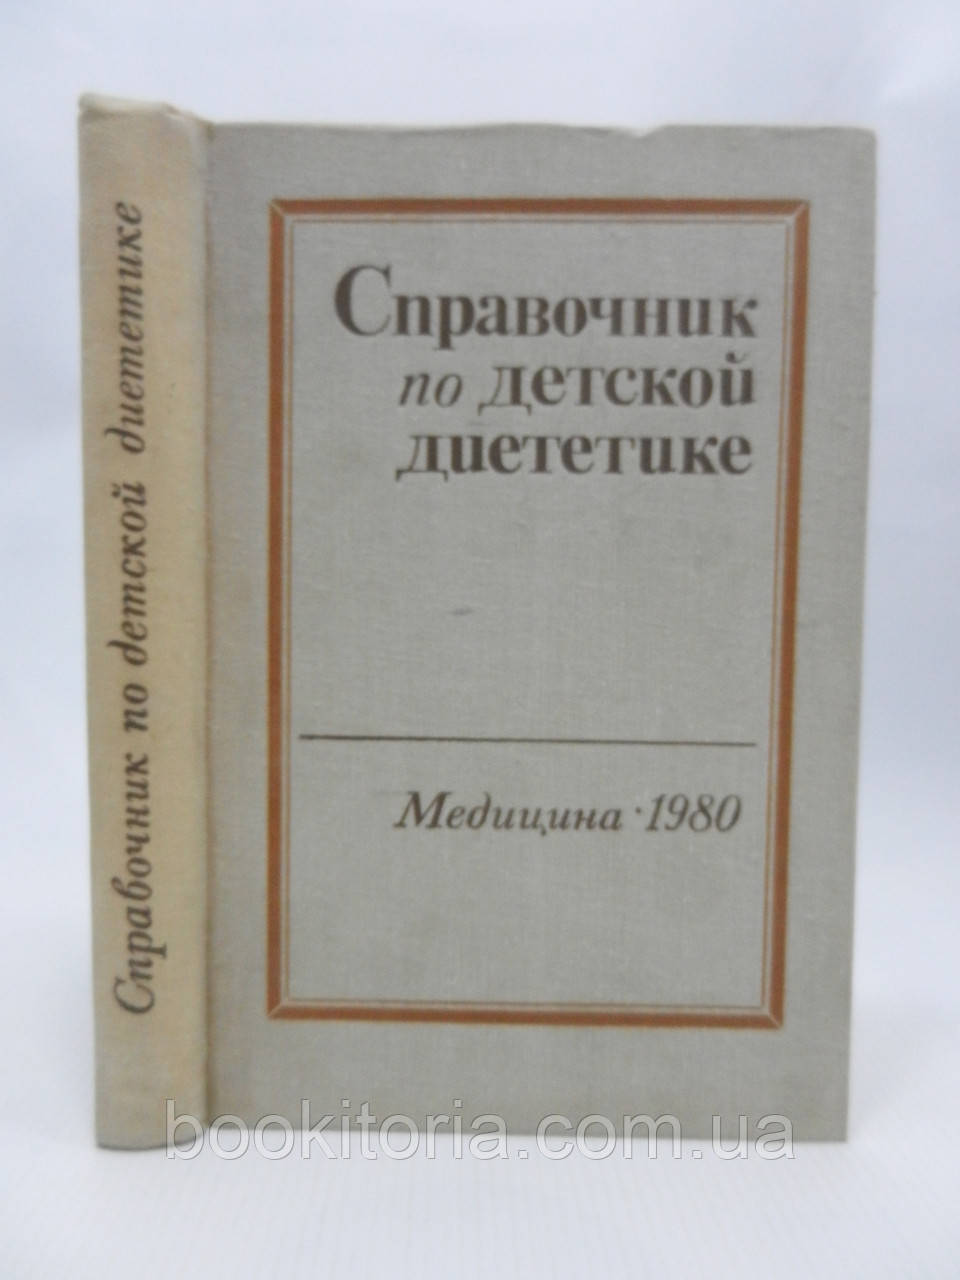 Справочник по детской диететике
Справочник
по детской
диететике
Медицина · 1980
bookitoria.com.ua